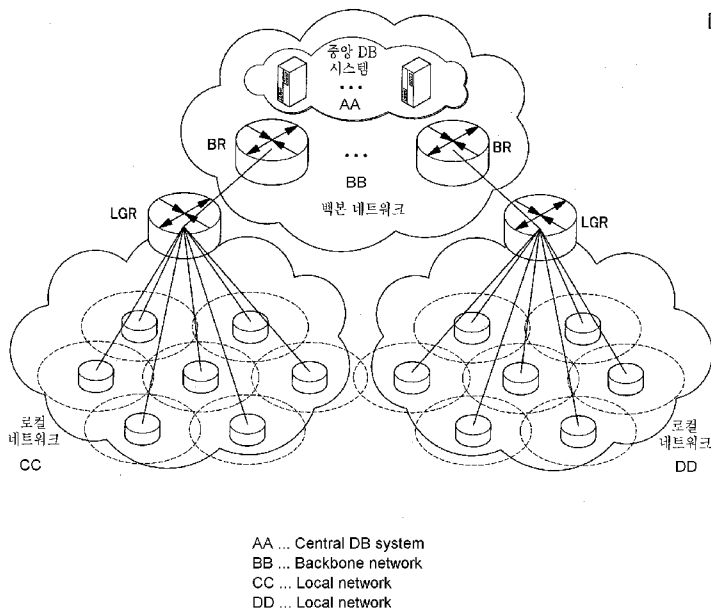 중앙 DB
시스템
...
AA
BR
BR
...
BB
백본 네트워크
LGR
LGR
로컬
네트워크
CC
로컬
네트워크
DD
AA ... Central DB system
BB ... Backbone network
CC ... Local network
DD ... Local network